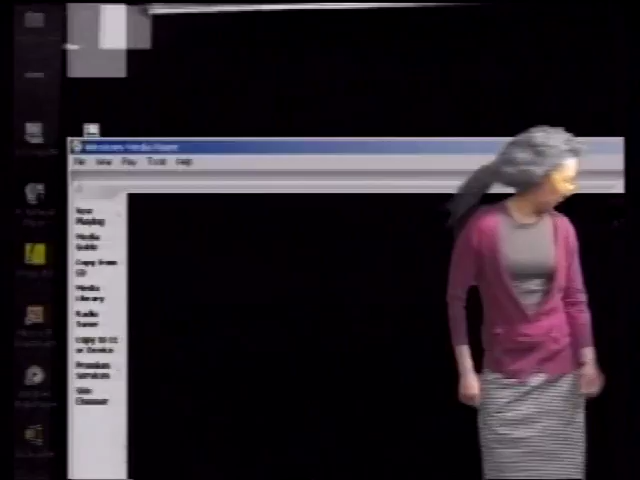 Windows Media Player
File View Play Tools Help
Now
Playing
Media
Guide
Copy from
CD
Media
Library
Radio
Tuner
Copy to CD
or Device
Premium
Services
Skin
Chooser